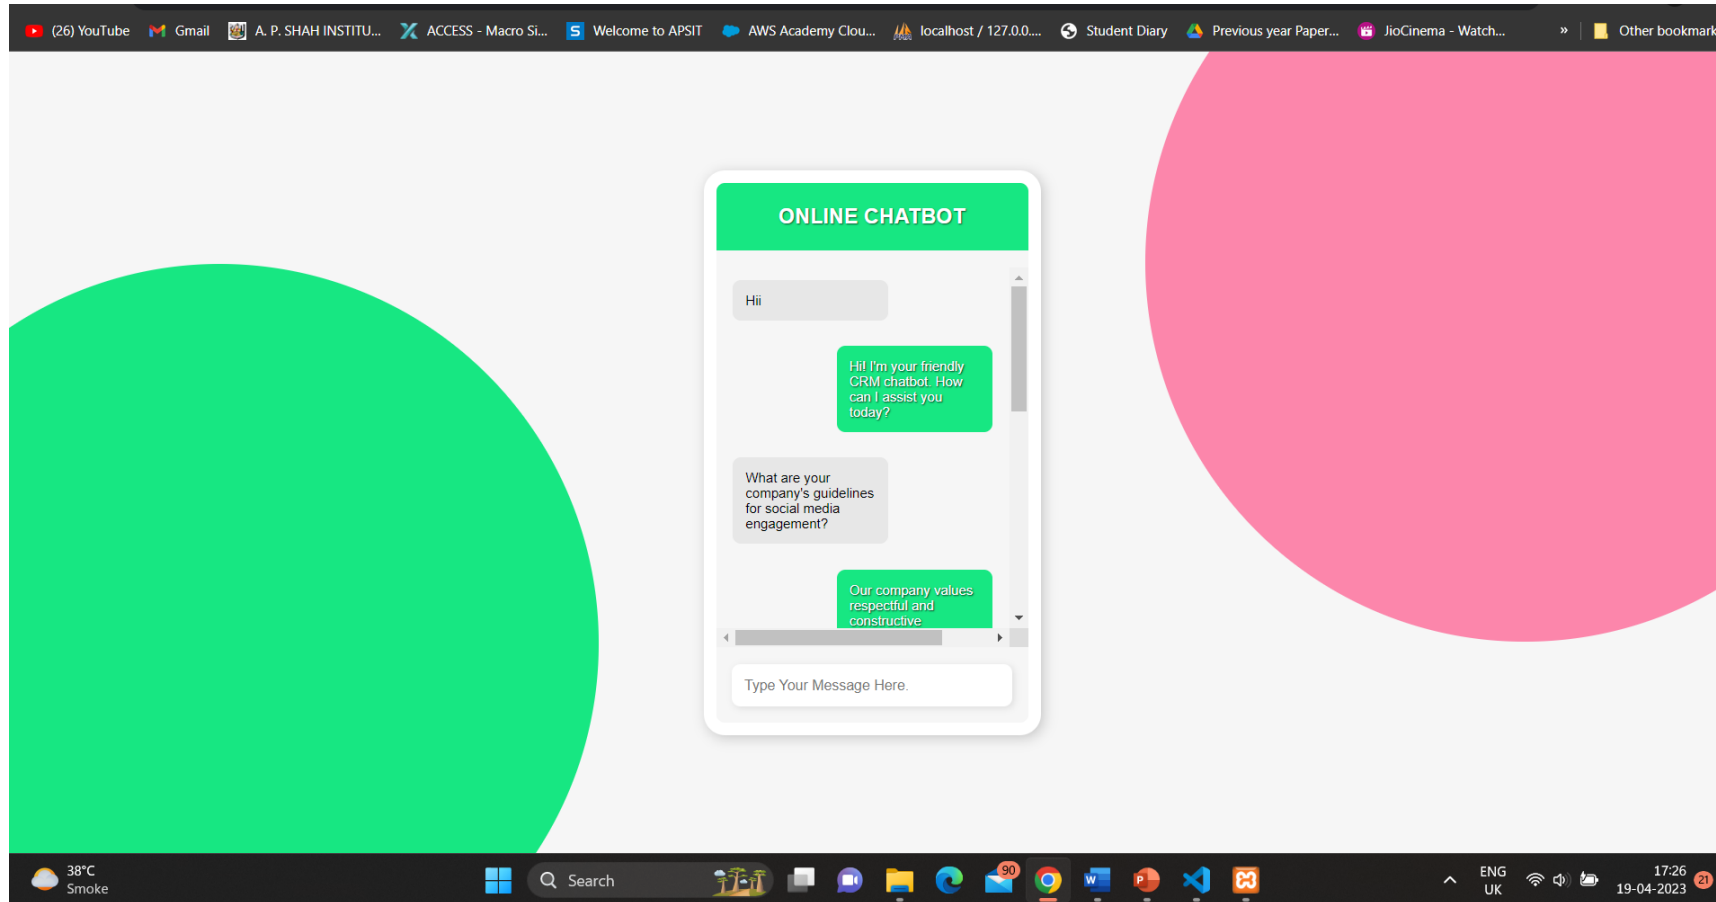 (26) YouTube Gmail A. P. SHAH INSTITU... ACCESS - Macro Si... S Welcome to APSIT AWS Academy Clou... localhost / 127.0.0.... Student Diary Previous year Paper... JioCinema - Watch... » Other bookmark
ONLINE CHATBOT
Hii
Hi! I'm your friendly
CRM chatbot. How
can I assist you
today?
What are your
company's guidelines
for social media
engagement?
Our company values
respectful and
constructive
Type Your Message Here.
38°C
Smoke
Search
90
W
P
ENG
UK
17:26
19-04-2023
21